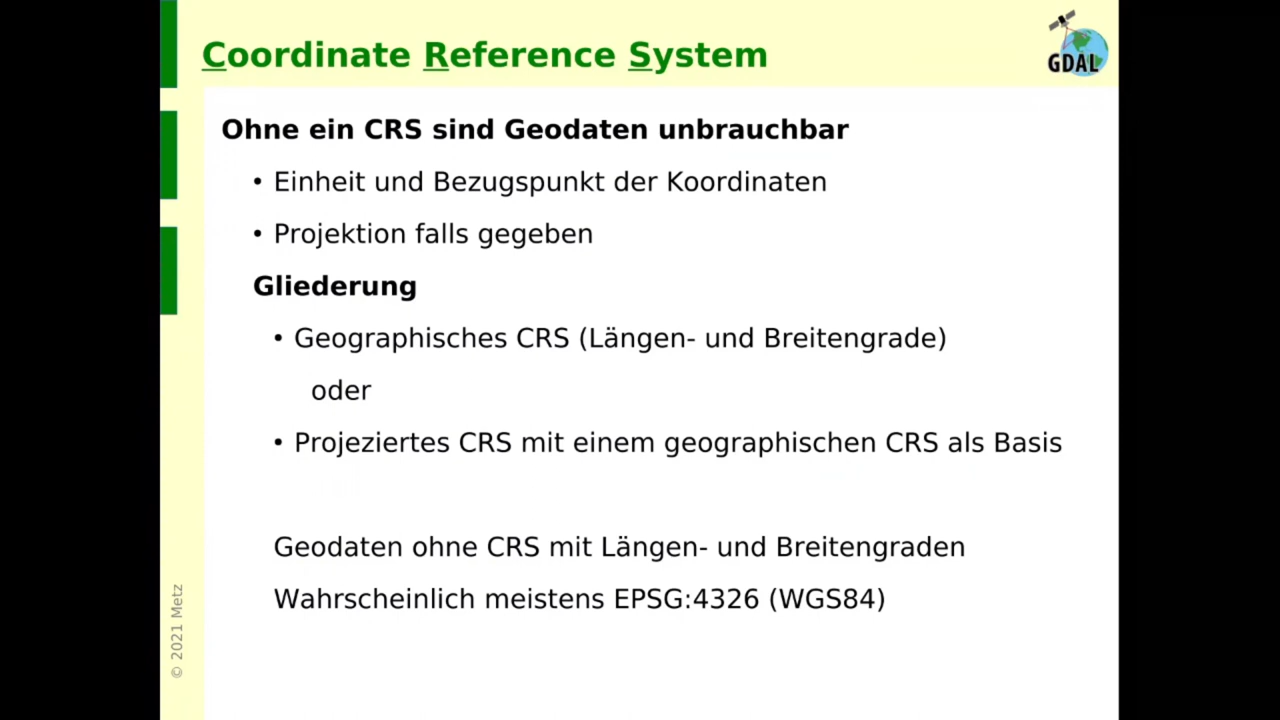 Coordinate Reference System
GDAL
Ohne ein CRS sind Geodaten unbrauchbar
• Einheit und Bezugspunkt der Koordinaten
• Projektion falls gegeben
Gliederung
• Geographisches CRS (Längen- und Breitengrade)
oder
• Projeziertes CRS mit einem geographischen CRS als Basis
Geodaten ohne CRS mit Längen- und Breitengraden
Wahrscheinlich meistens EPSG:4326 (WGS84)
© 2021 Metz